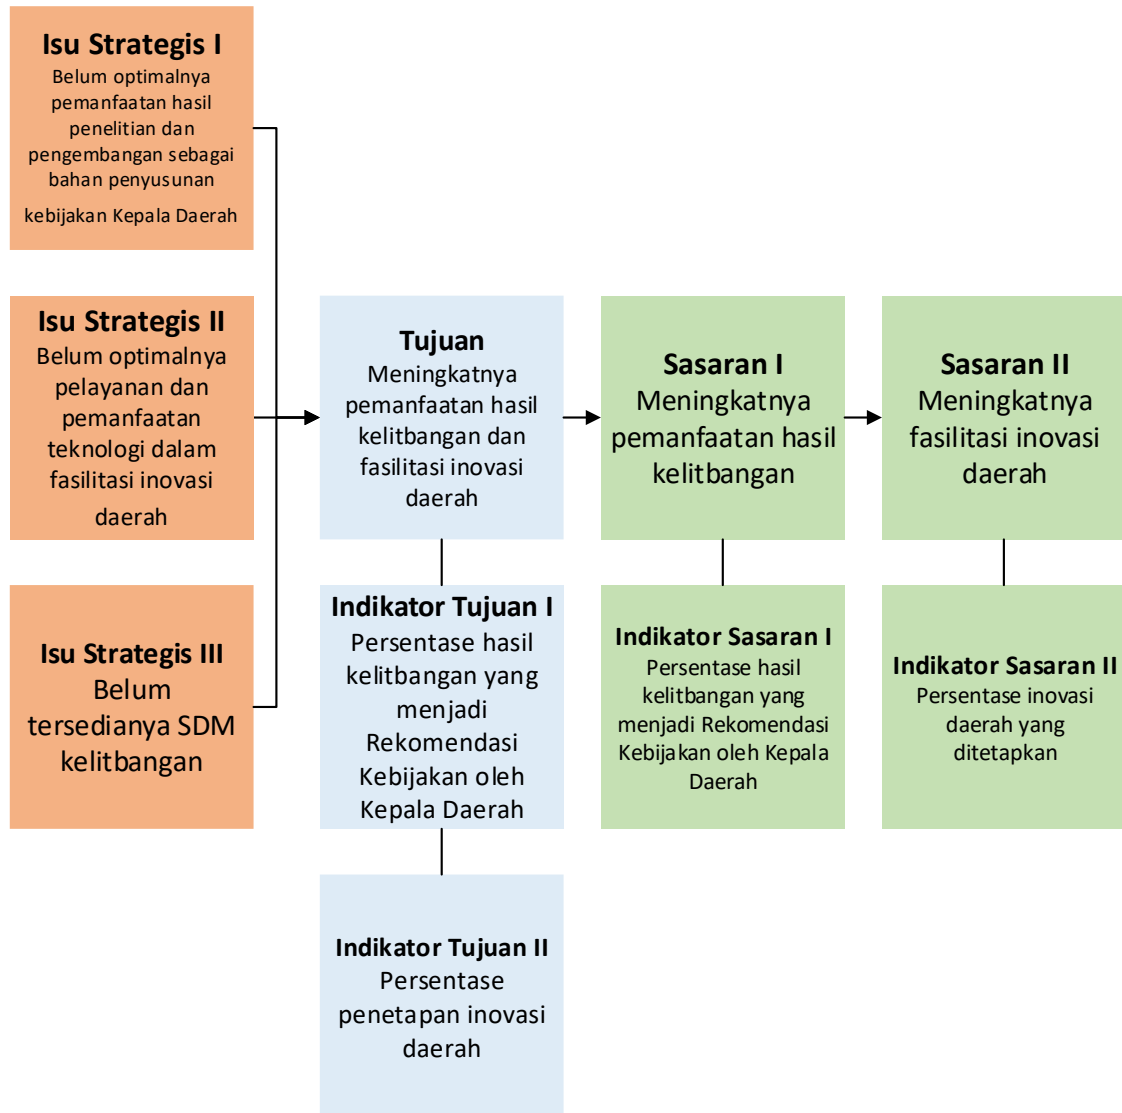 Isu Strategis I
Belum optimalnya
pemanfaatan hasil
penelitian dan
pengembangan sebagai
bahan penyusunan
kebijakan Kepala Daerah
Isu Strategis II
Belum optimalnya
pelayanan dan
pemanfaatan
teknologi dalam
fasilitasi inovasi
daerah
Isu Strategis III
Belum
tersedianya SDM
kelitbangan
Tujuan
Meningkatnya
pemanfaatan hasil
kelitbangan dan
fasilitasi inovasi
daerah
Indikator Tujuan I
Persentase hasil
kelitbangan yang
menjadi
Rekomendasi
Kebijakan oleh
Kepala Daerah
Indikator Tujuan II
Persentase
penetapan inovasi
daerah
Sasaran I
Meningkatnya
pemanfaatan hasil
kelitbangan
Indikator Sasaran I
Persentase hasil
kelitbangan yang
menjadi Rekomendasi
Kebijakan oleh Kepala
Daerah
Sasaran II
Meningkatnya
fasilitasi inovasi
daerah
Indikator Sasaran II
Persentase inovasi
daerah yang
ditetapkan